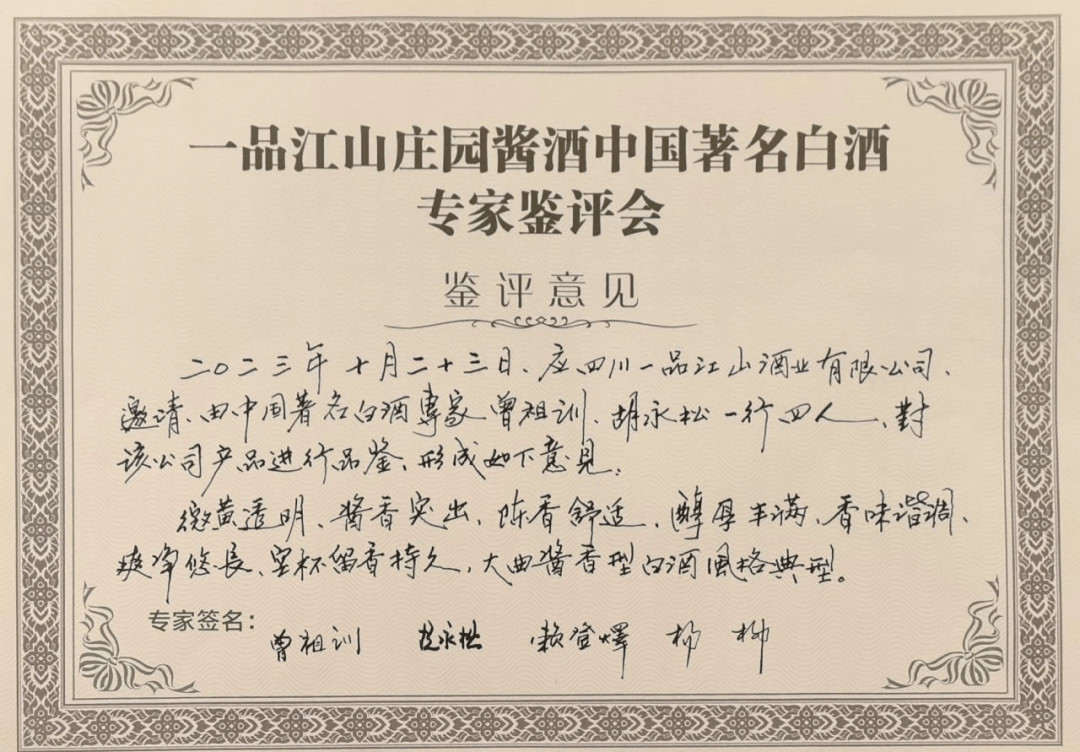 一品江山庄园酱酒中国著名白酒
专家鉴评会
鉴评意见
二〇二三年十月二十三日、应四川一品江山酒业有限公司、
邀请、由中国著名白酒專家曾祖训、胡永松一行四人、對
该公司产品进行品鉴、形成如下意见:
微黄透明、酱香突出、陈香舒适、醇厚丰满、香味谐调、
爽净悠长、空杯留香持久、大曲酱香型白酒风格典型。
专家签名:
曾祖训 胡永松 赖登燡 杨柳